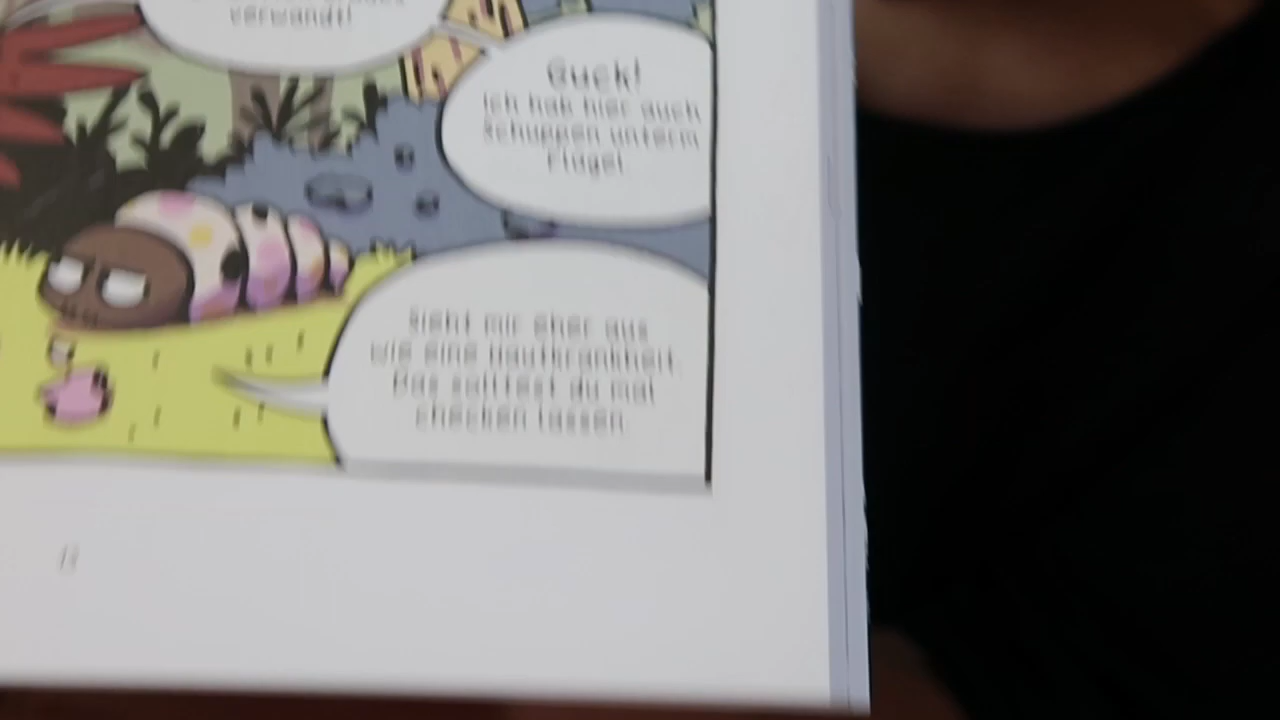 verwandt!
Guck!
Ich hab hier auch
Schuppen unterm
Flügel
Sieht mir eher aus
wie eine Hautkrankheit.
Das solltest du mal
checken lassen.